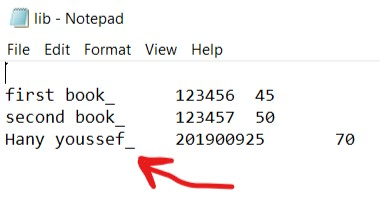 lib - Notepad
File Edit Format View Help
first book_ 123456 45
second book_ 123457 50
Hany youssef_ 201900925 70